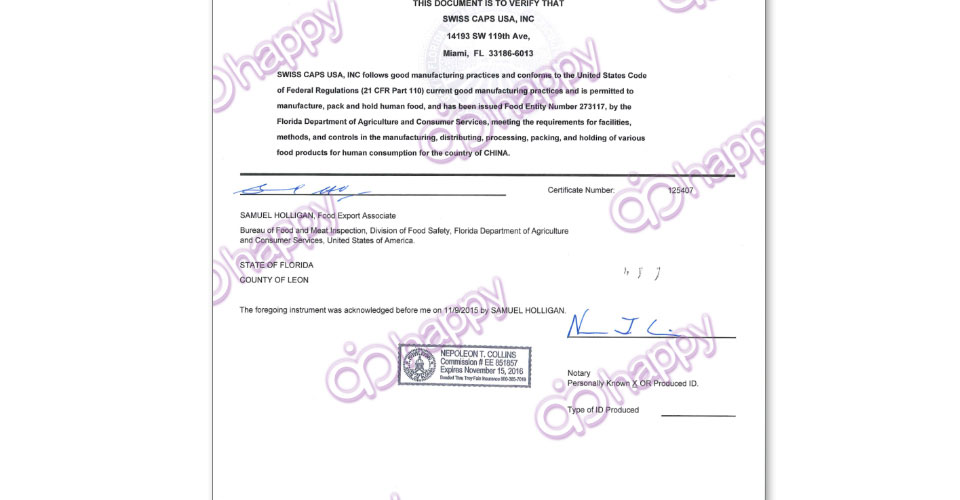 THIS DOCUMENT IS TO VERIFY THAT
SWISS CAPS USA, INC
14193 SW 119th Ave,
Miami, FL 33186-6013
SWISS CAPS USA, INC follows good manufacturing practices and conforms to the United States Code
of Federal Regulations (21 CFR Part 110) current good manufacturing practices and is permitted to
manufacture, pack and hold human food, and has been issued Food Entity Number 273117, by the
Florida Department of Agriculture and Consumer Services, meeting the requirements for facilities,
methods, and controls in the manufacturing, distributing, processing, packing, and holding of various
food products for human consumption for the country of CHINA.
Certificate Number: 125407
SAMUEL HOLLIGAN, Food Export Associate
Bureau of Food and Meat Inspection, Division of Food Safety, Florida Department of Agriculture
and Consumer Services, United States of America.
STATE OF FLORIDA
COUNTY OF LEON
The foregoing instrument was acknowledged before me on 11/9/2015 by SAMUEL HOLLIGAN.
NEPOLEON T. COLLINS
Commission # EE 851857
Expires November 15, 2016
Bonded Thru Troy Fain Insurance 800-385-7019
Notary
Personally Known X OR Produced ID.
Type of ID Produced
happy
happy
happy
happy
happy
happy
happy